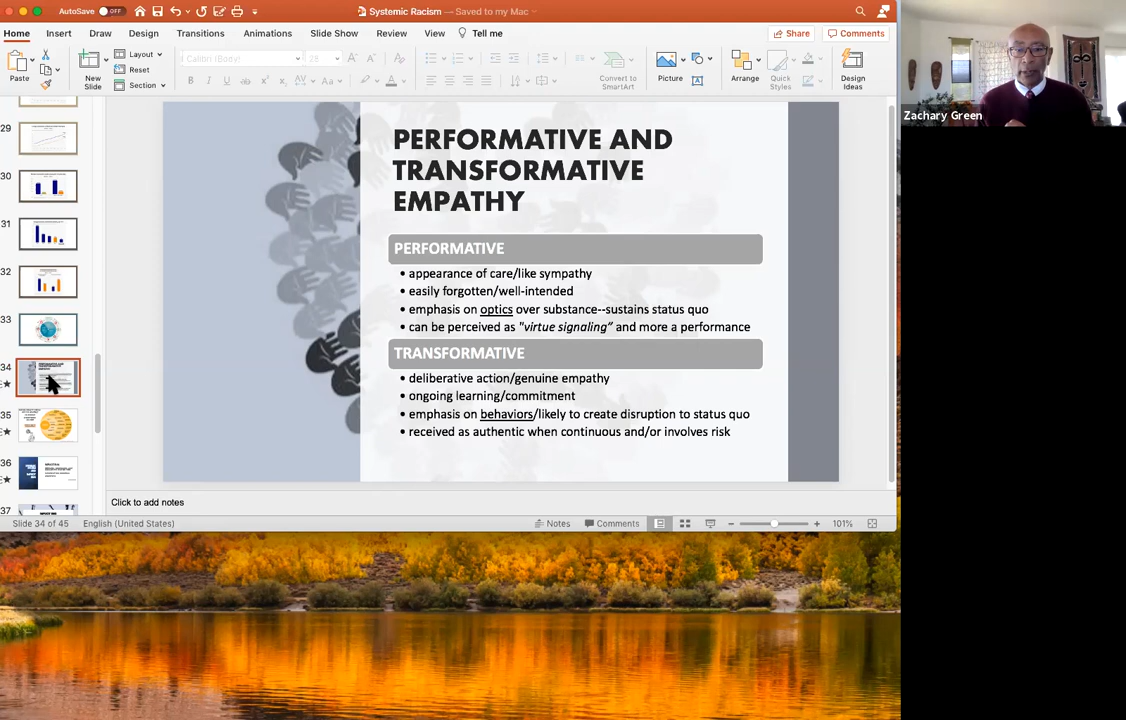 AutoSave OFF Systemic Racism — Saved to my Mac
Home Insert Draw Design Transitions Animations Slide Show Review View Tell me Share Comments
Paste New Slide Layout Reset Section Calibri (Body) 28 Convert to SmartArt Picture Arrange Quick Styles Design Ideas
29
30
31
32
33
34
35
36
37
PERFORMATIVE AND
TRANSFORMATIVE
EMPATHY
PERFORMATIVE
• appearance of care/like sympathy
• easily forgotten/well-intended
• emphasis on optics over substance--sustains status quo
• can be perceived as "virtue signaling" and more a performance
TRANSFORMATIVE
• deliberative action/genuine empathy
• ongoing learning/commitment
• emphasis on behaviors/likely to create disruption to status quo
• received as authentic when continuous and/or involves risk
Click to add notes
Slide 34 of 45 English (United States) Notes Comments 101%
Zachary Green